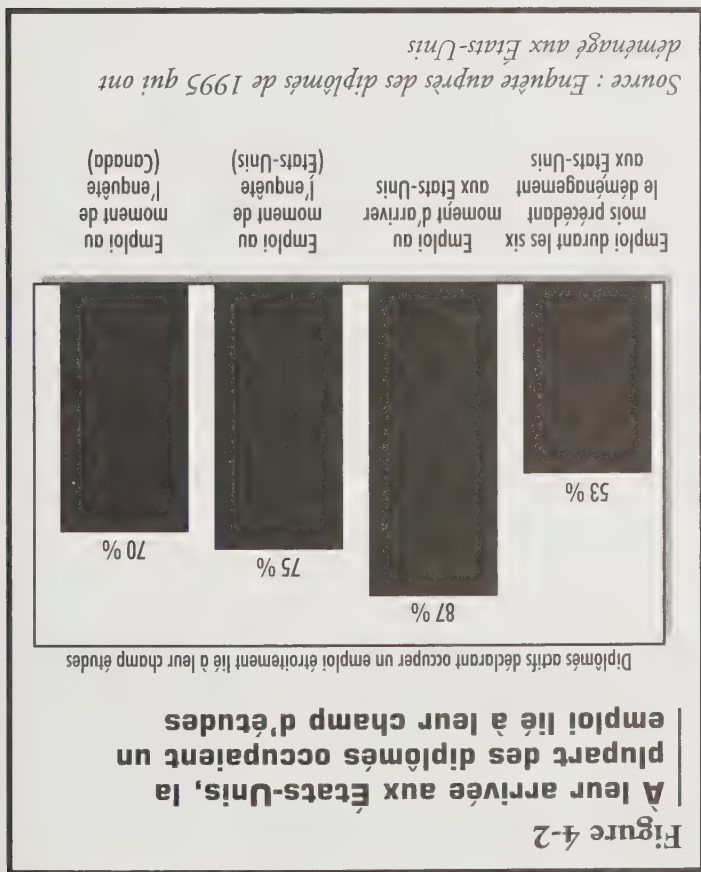 Figure 4-2
À leur arrivée aux États-Unis, la
plupart des diplômés occupaient un
emploi lié à leur champ d'études
Diplômés actifs déclarant occuper un emploi étroitement lié à leur champ études
53 %
87 %
75 %
70 %
Emploi durant les six
mois précédant
le déménagement
aux États-Unis
Emploi au
moment d'arriver
aux États-Unis
Emploi au
moment de
l'enquête
(États-Unis)
Emploi au
moment de
l'enquête
(Canada)
Source : Enquête auprès des diplômés de 1995 qui ont
déménagé aux États-Unis